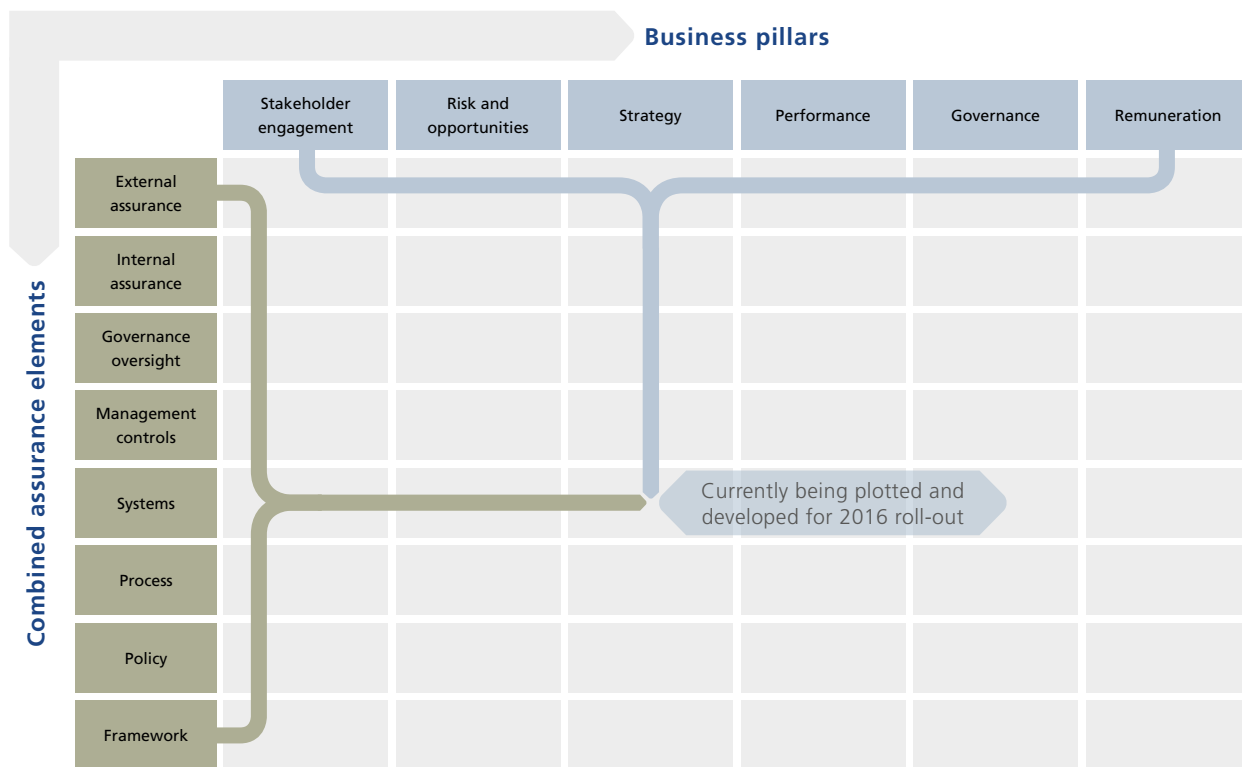 Business pillars
Stakeholder
engagement
Risk and
opportunities
Strategy
Performance
Governance
Remuneration
Combined assurance elements
External
assurance
Internal
assurance
Governance
oversight
Management
controls
Systems
Currently being plotted and
developed for 2016 roll-out
Process
Policy
Framework